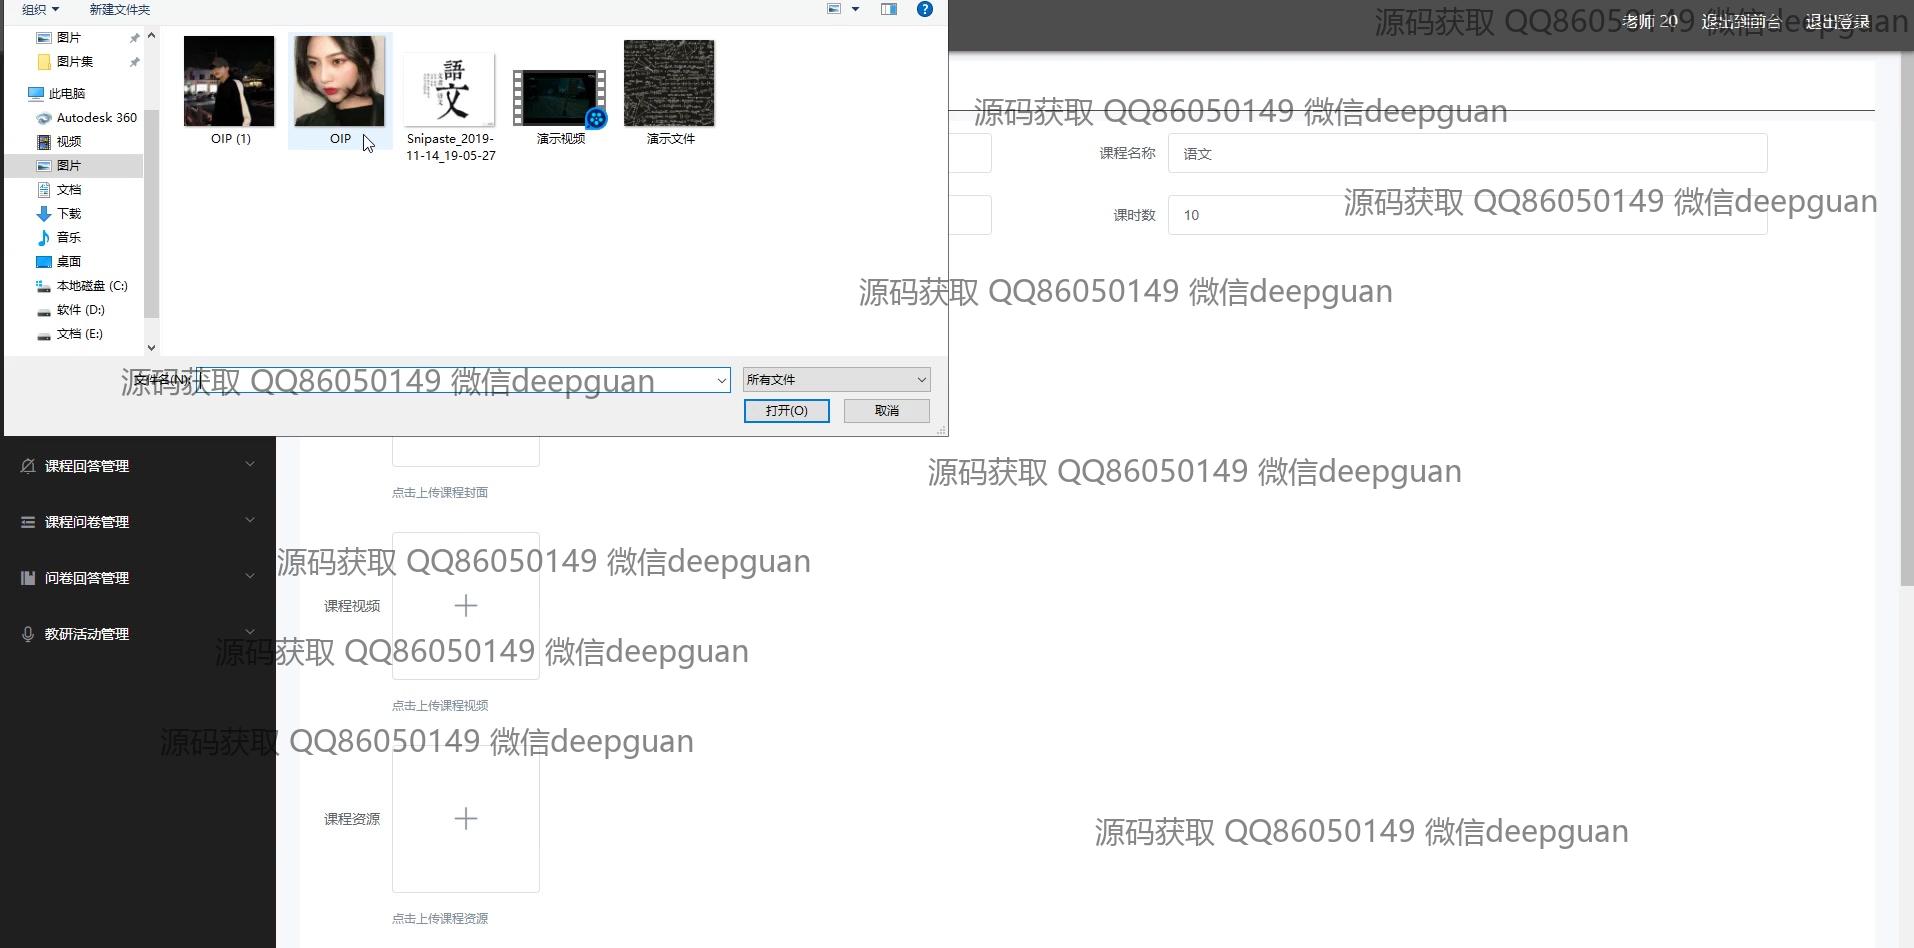 组织
新建文件夹
老师 20
退出到前台
退出登录
源码获取 QQ86050149 微信deepguan
图片
图片集
此电脑
Autodesk 360
视频
图片
文档
下载
音乐
桌面
本地磁盘 (C:)
软件 (D:)
文档 (E:)
OIP (1)
OIP
Snipaste_2019-
11-14_19-05-27
演示视频
演示文件
語
文
源码获取 QQ86050149 微信deepguan
课程名称
语文
源码获取 QQ86050149 微信deepguan
课时数
10
源码获取 QQ86050149 微信deepguan
文件名(N):
源码获取 QQ86050149 微信deepguan
所有文件
打开(O)
取消
课程回答管理
源码获取 QQ86050149 微信deepguan
点击上传课程封面
课程问卷管理
源码获取 QQ86050149 微信deepguan
问卷回答管理
课程视频
教研活动管理
源码获取 QQ86050149 微信deepguan
点击上传课程视频
源码获取 QQ86050149 微信deepguan
课程资源
源码获取 QQ86050149 微信deepguan
点击上传课程资源